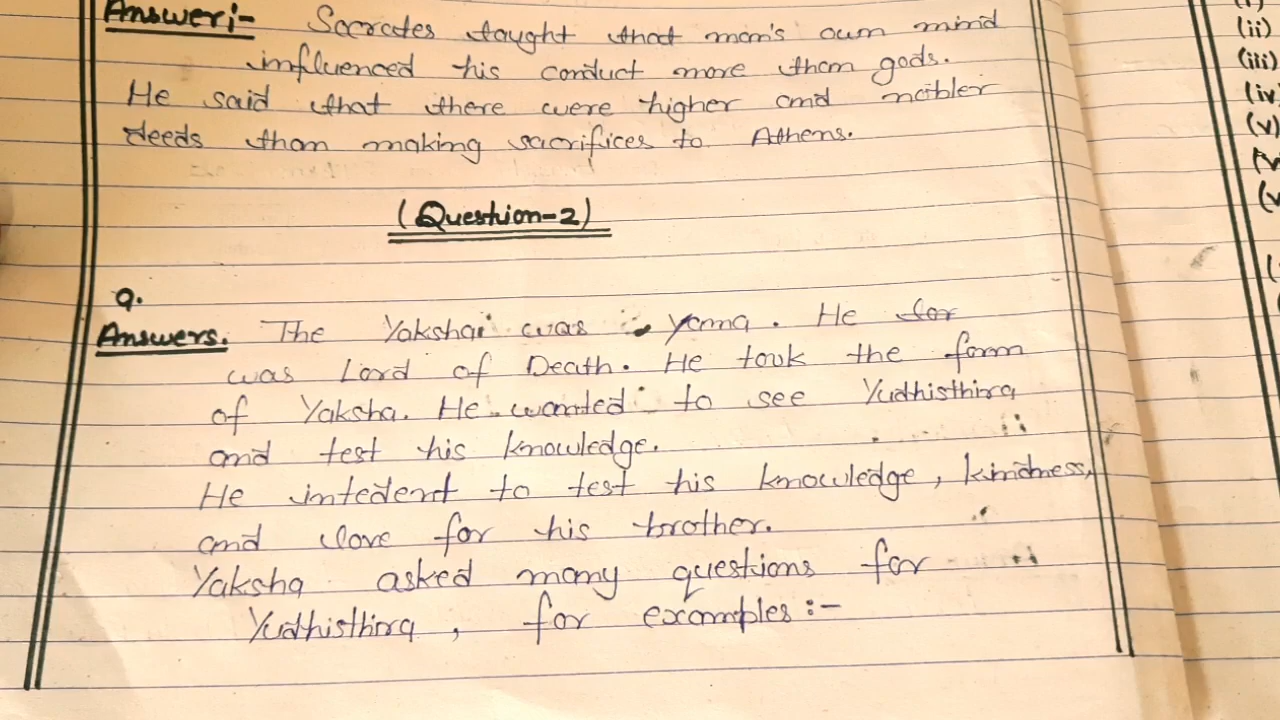 Answer:- Socrates taught that man's own mind
influenced his conduct more than gods.
He said that there were higher and nobler
deeds than making sacrifices to Athens.
(Question-2)
Q.
Answers. The Yaksha was Yama. He for
was Lord of Death. He took the form
of Yaksha. He wanted to see Yudhisthira
and test his knowledge.
He intedent to test his knowledge, kindness,
and love for his brother.
Yaksha asked many questions for
Yudhisthira, for examples:-
(i)
(ii)
(iii)
(iv)
(v)